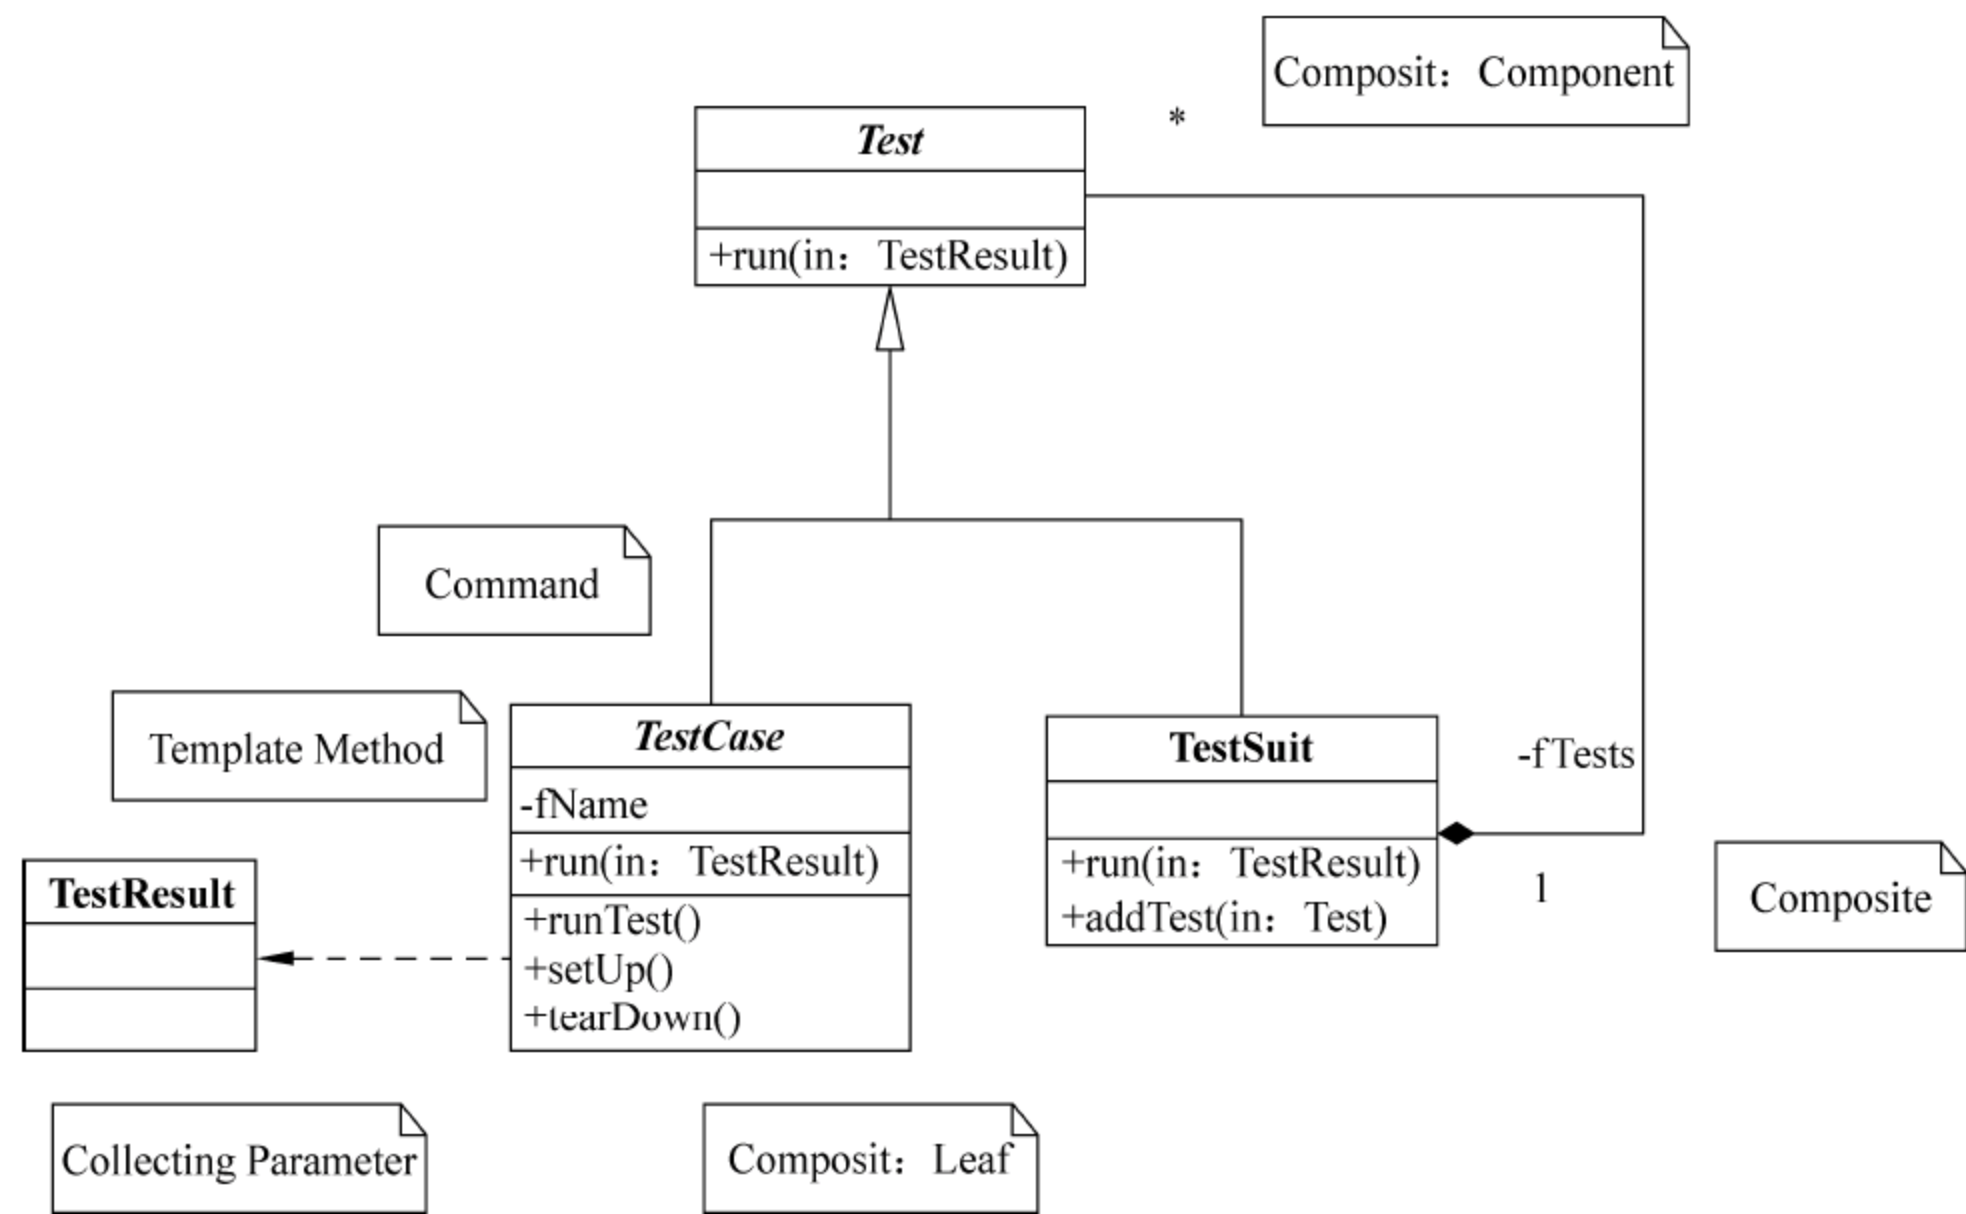 Composit：Component
*
Test
+run(in：TestResult)
Command
Template Method
TestCase
-fName
+run(in：TestResult)
+runTest()
+setUp()
+tearDown()
TestSuit
+run(in：TestResult)
+addTest(in：Test)
-fTests
1
Composite
TestResult
Collecting Parameter
Composit：Leaf